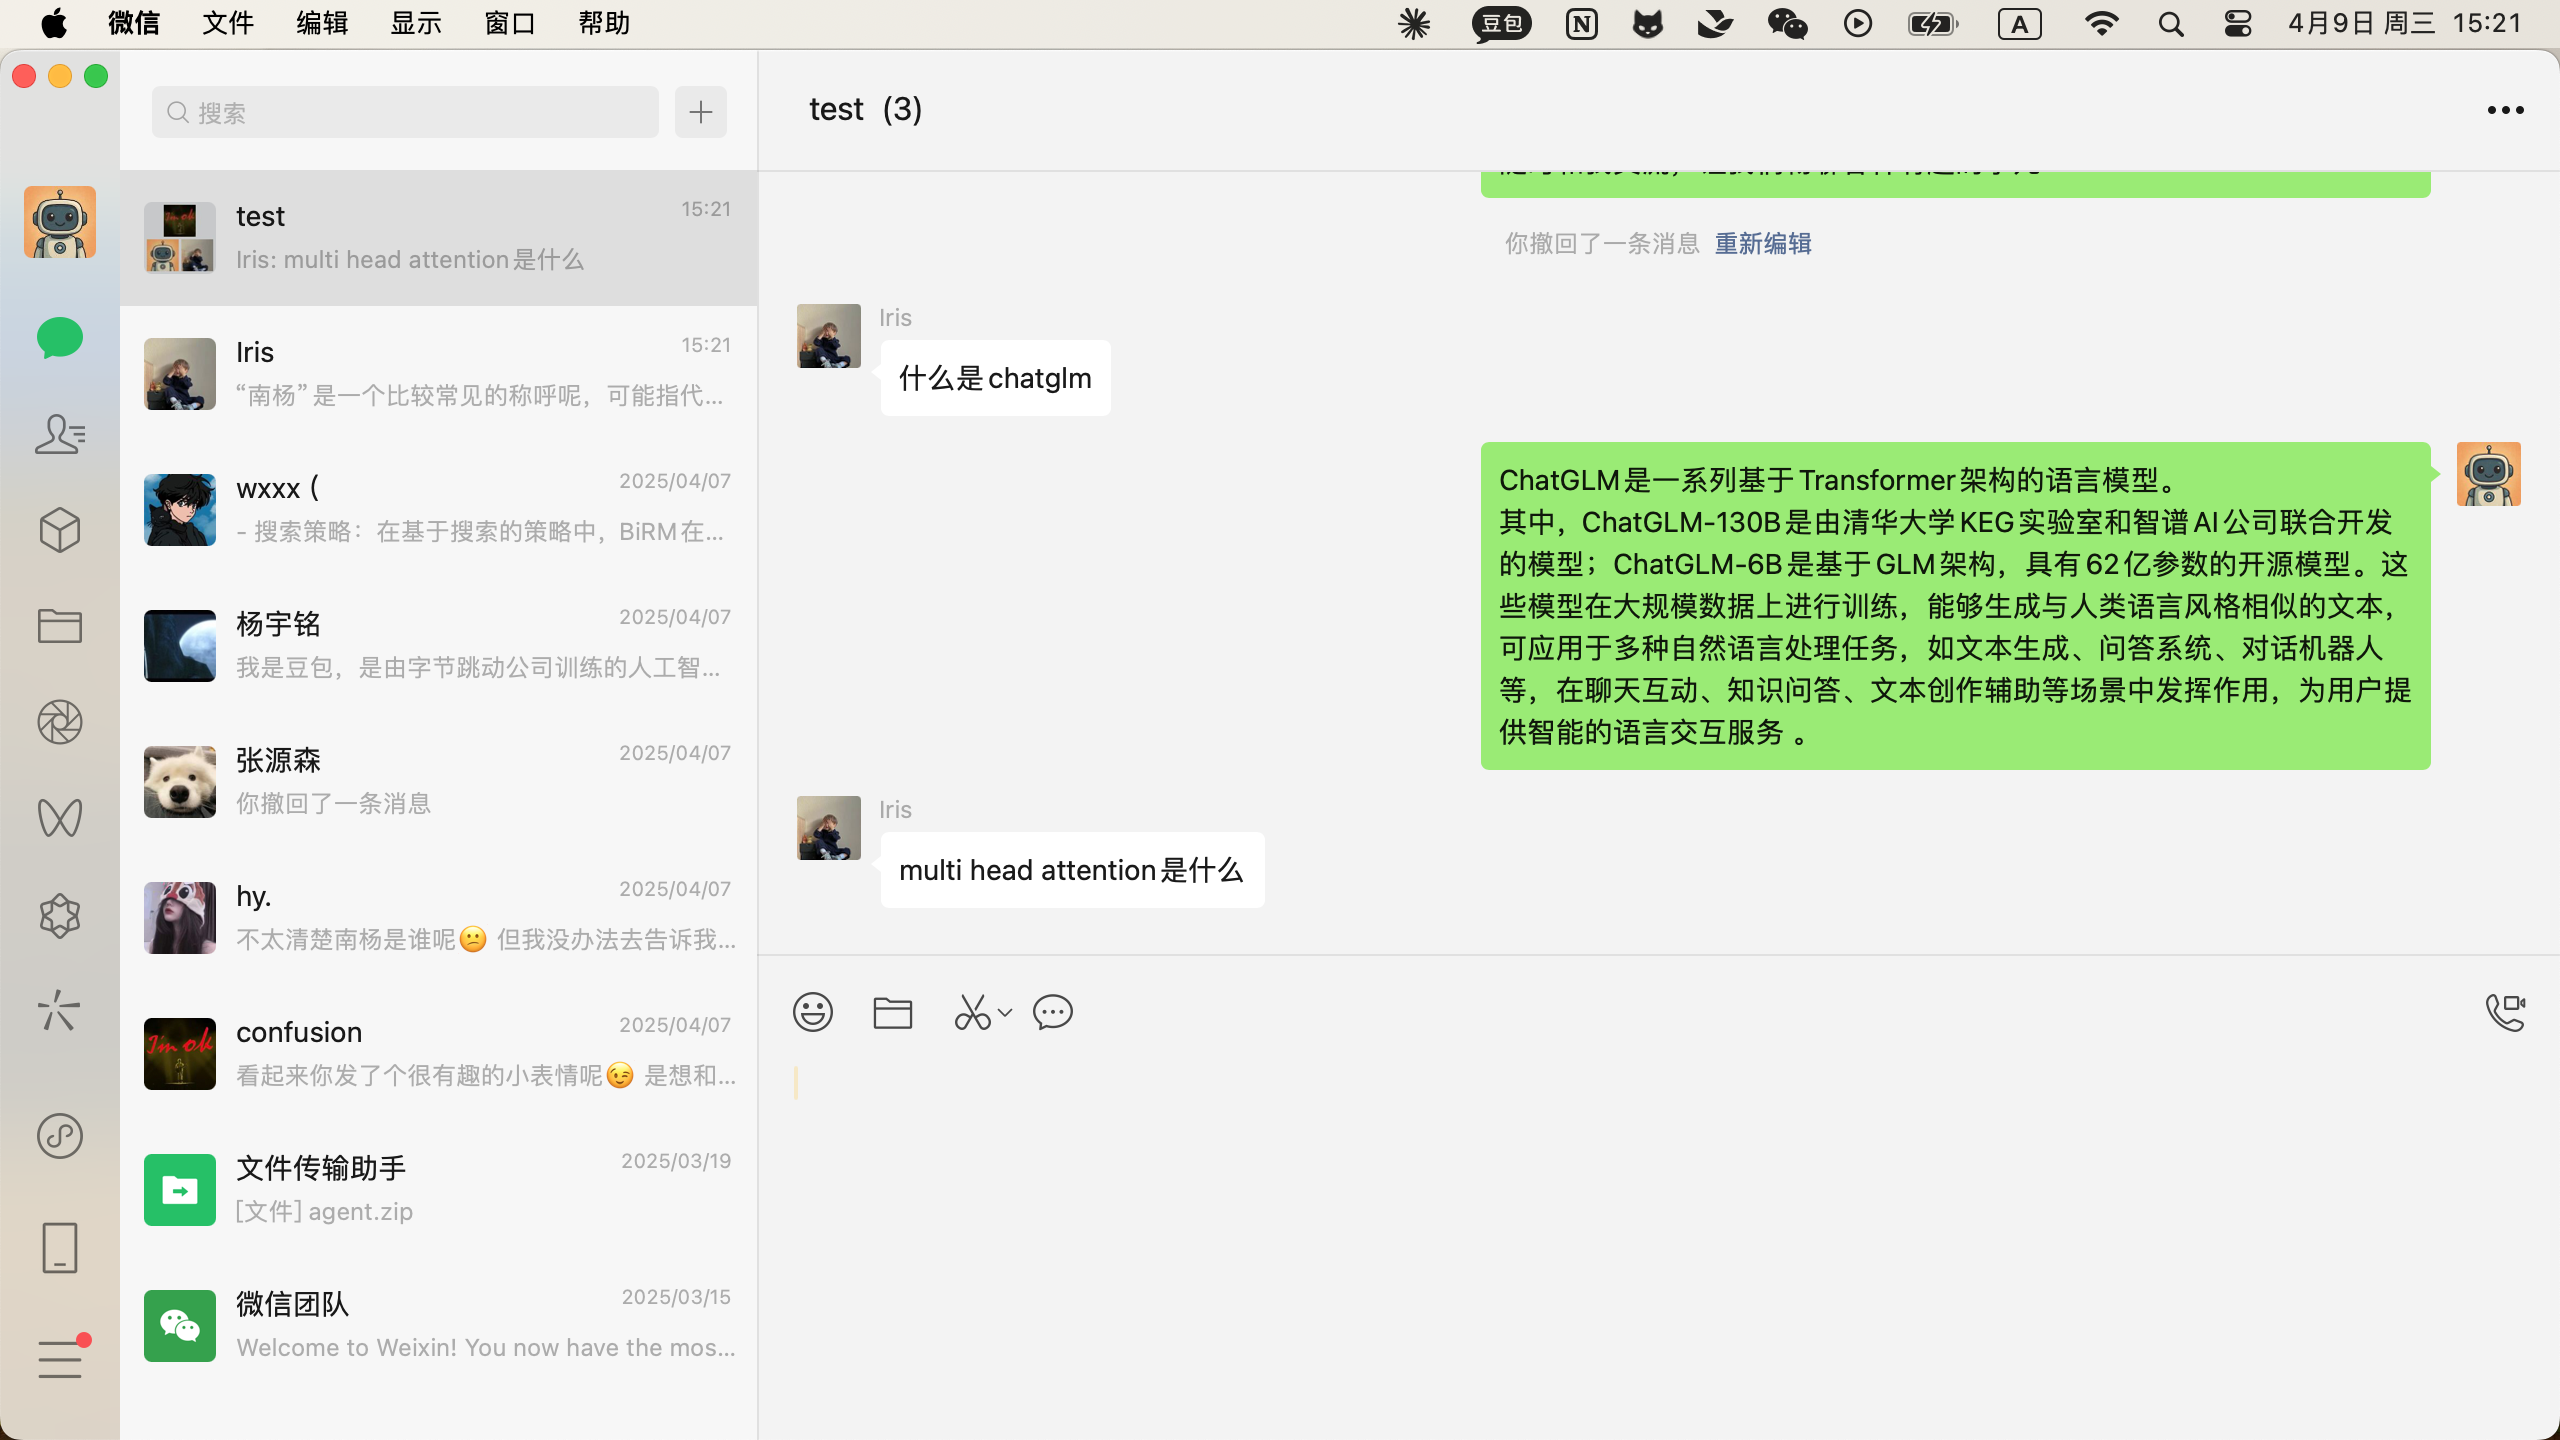 微信 文件 编辑 显示 窗口 帮助 豆包 N A 4月9日 周三 15:21
搜索
test 15:21
Iris: multi head attention是什么
Iris 15:21
“南杨”是一个比较常见的称呼呢，可能指代...
wxxx ( 2025/04/07
- 搜索策略：在基于搜索的策略中，BiRM在...
杨宇铭 2025/04/07
我是豆包，是由字节跳动公司训练的人工智...
张源森 2025/04/07
你撤回了一条消息
hy. 2025/04/07
不太清楚南杨是谁呢😕 但我没办法去告诉我...
I'm ok
confusion 2025/04/07
看起来你发了个很有趣的小表情呢😉 是想和...
文件传输助手 2025/03/19
[文件] agent.zip
微信团队 2025/03/15
Welcome to Weixin! You now have the mos...
test (3)
你撤回了一条消息 重新编辑
Iris
什么是chatglm
ChatGLM是一系列基于Transformer架构的语言模型。
其中，ChatGLM-130B是由清华大学KEG实验室和智谱AI公司联合开发
的模型；ChatGLM-6B是基于GLM架构，具有62亿参数的开源模型。这
些模型在大规模数据上进行训练，能够生成与人类语言风格相似的文本，
可应用于多种自然语言处理任务，如文本生成、问答系统、对话机器人
等，在聊天互动、知识问答、文本创作辅助等场景中发挥作用，为用户提
供智能的语言交互服务 。
Iris
multi head attention是什么